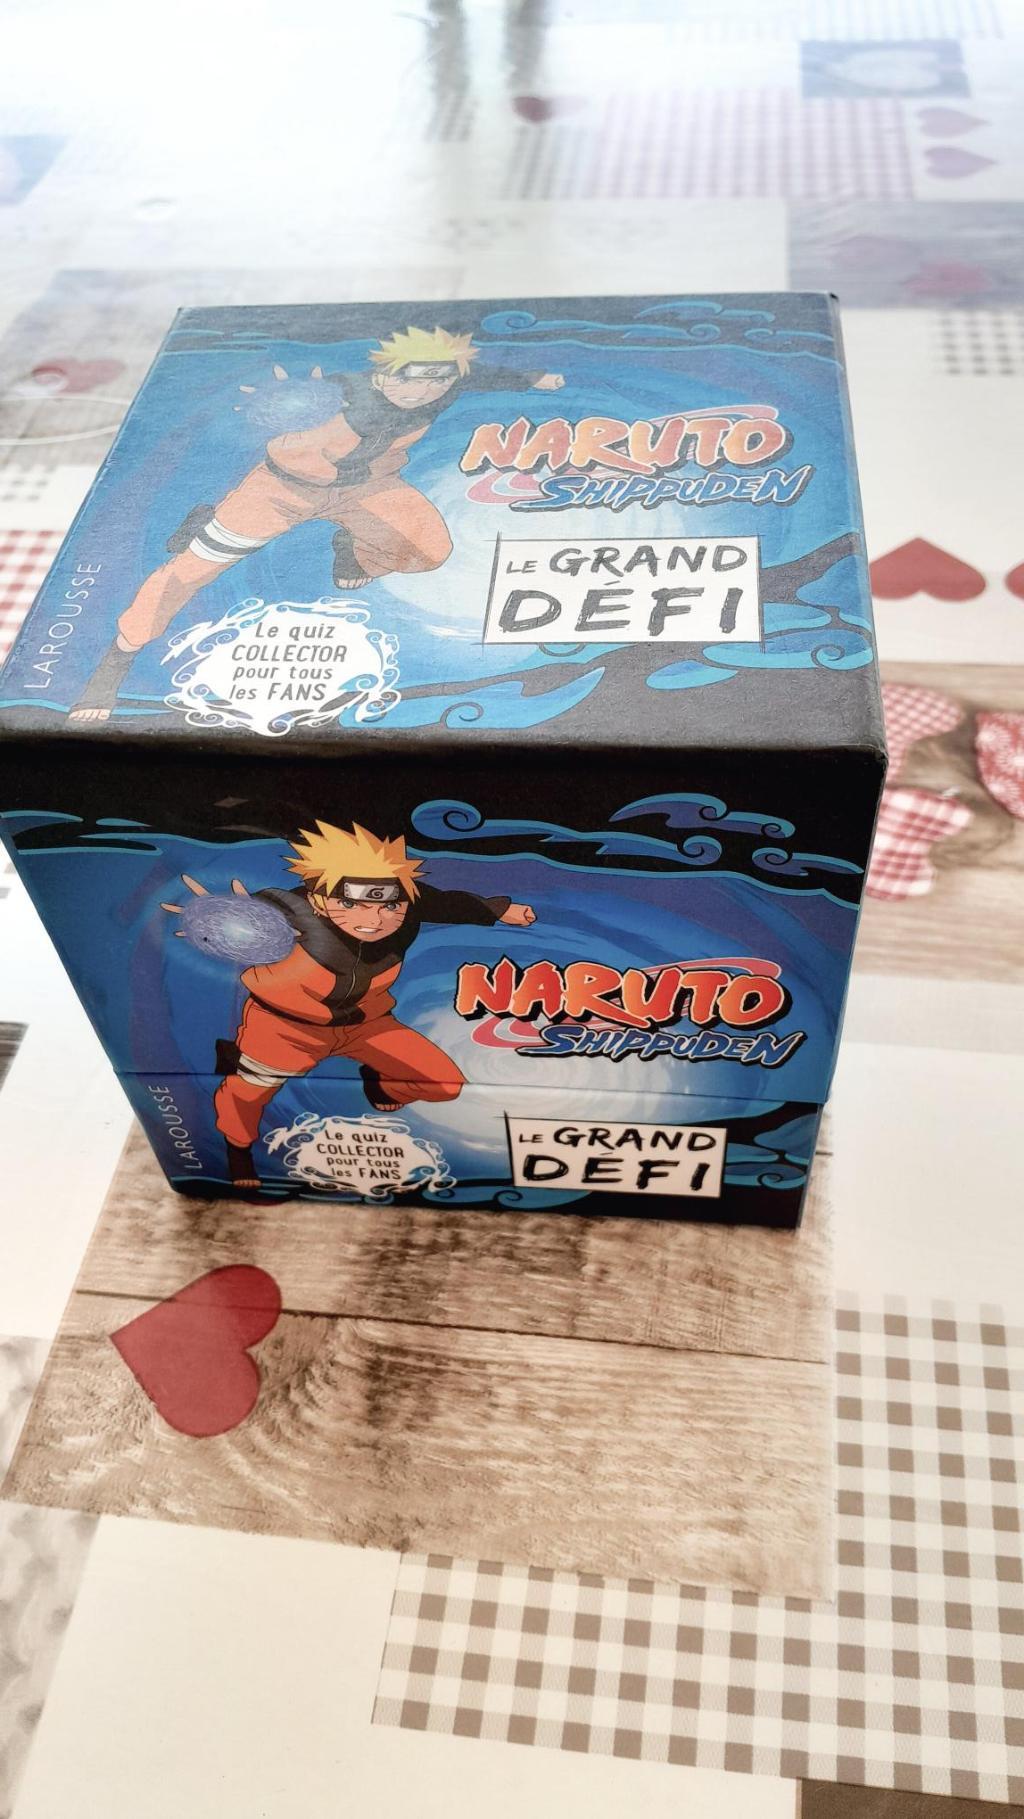 NARUTO
SHIPPUDEN
LE GRAND
DÉFI
LAROUSSE
Le quiz
COLLECTOR
pour tous
les FANS
NARUTO
SHIPPUDEN
LE GRAND
DÉFI
LAROUSSE
Le quiz
COLLECTOR
pour tous
les FANS